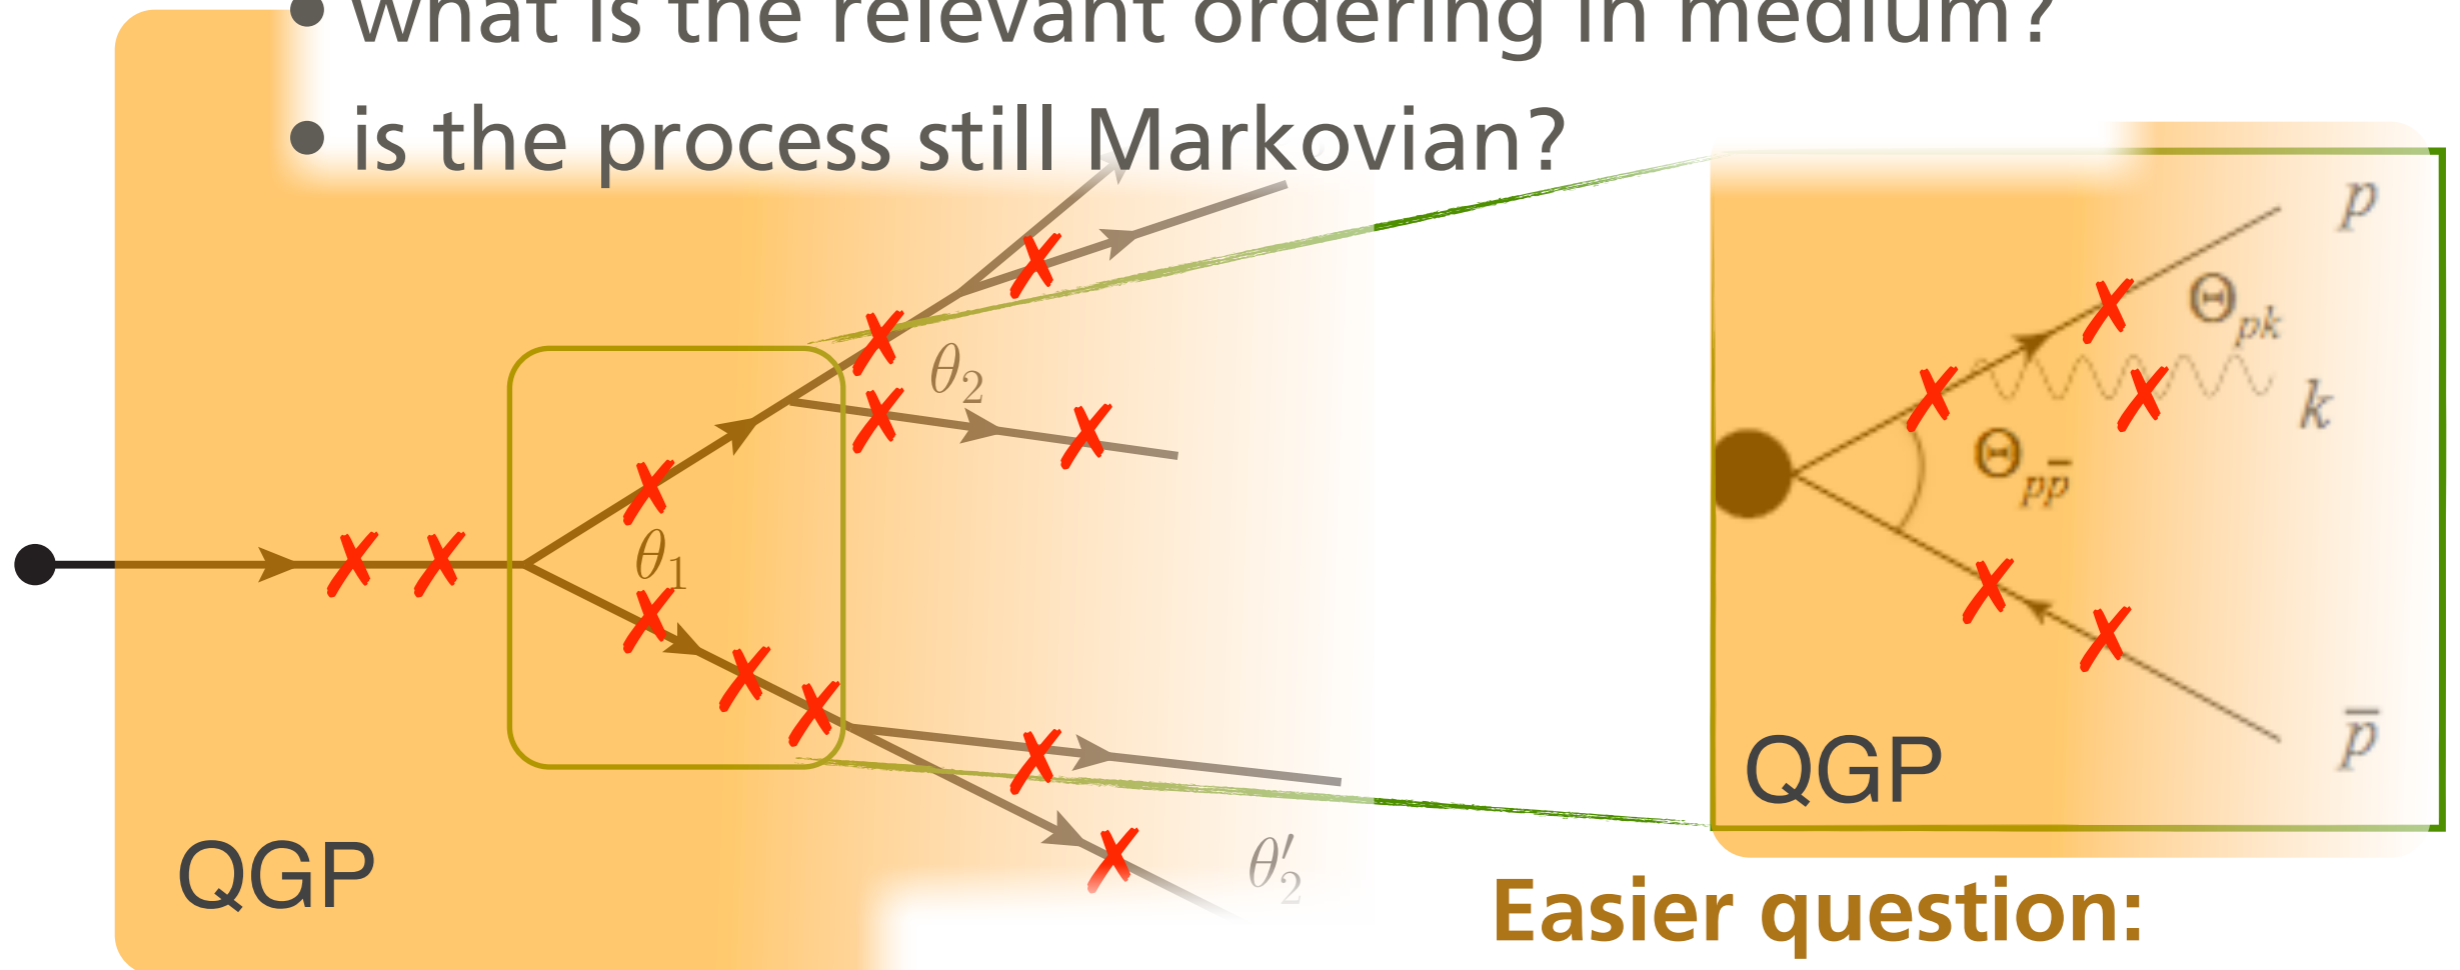 • what is the relevant ordering in medium?
• is the process still Markovian?
p
Θpk
k
Θpp̅
p̅
QGP
θ2
θ1
θ′2
QGP
Easier question: